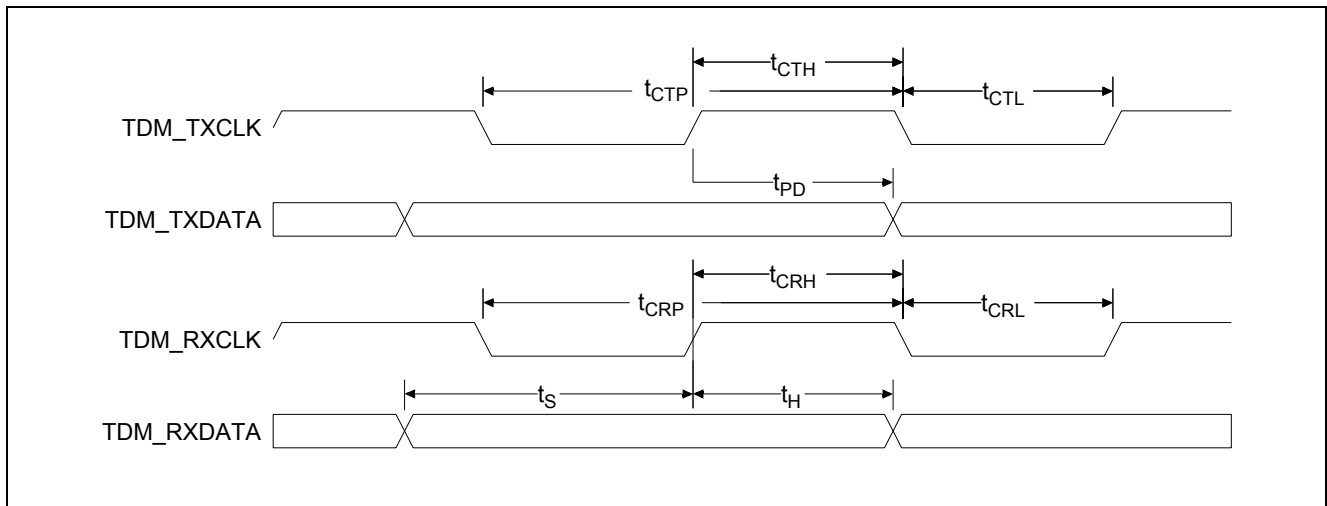 tCTH
tCTP
tCTL
TDM_TXCLK
tPD
TDM_TXDATA
tCRH
tCRP
tCRL
TDM_RXCLK
tS
tH
TDM_RXDATA